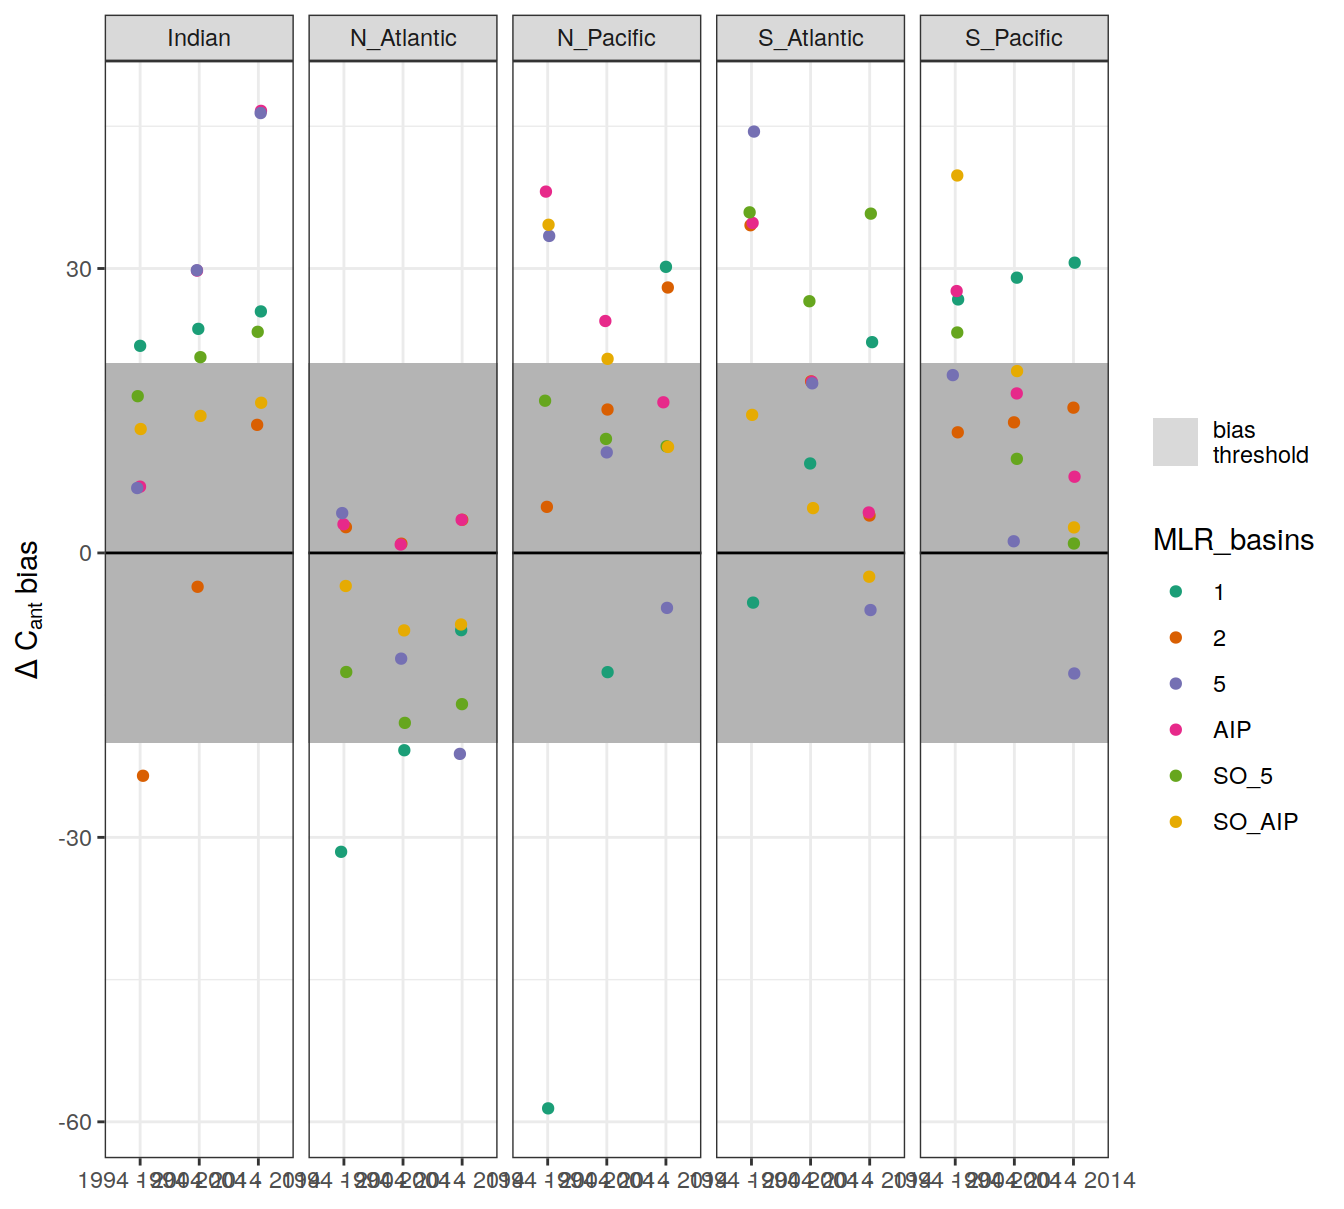 Indian
N_Atlantic
N_Pacific
S_Atlantic
S_Pacific
30
0
-30
-60
Δ Cant bias
1994
2014
bias
threshold
MLR_basins
1
2
5
AIP
SO_5
SO_AIP